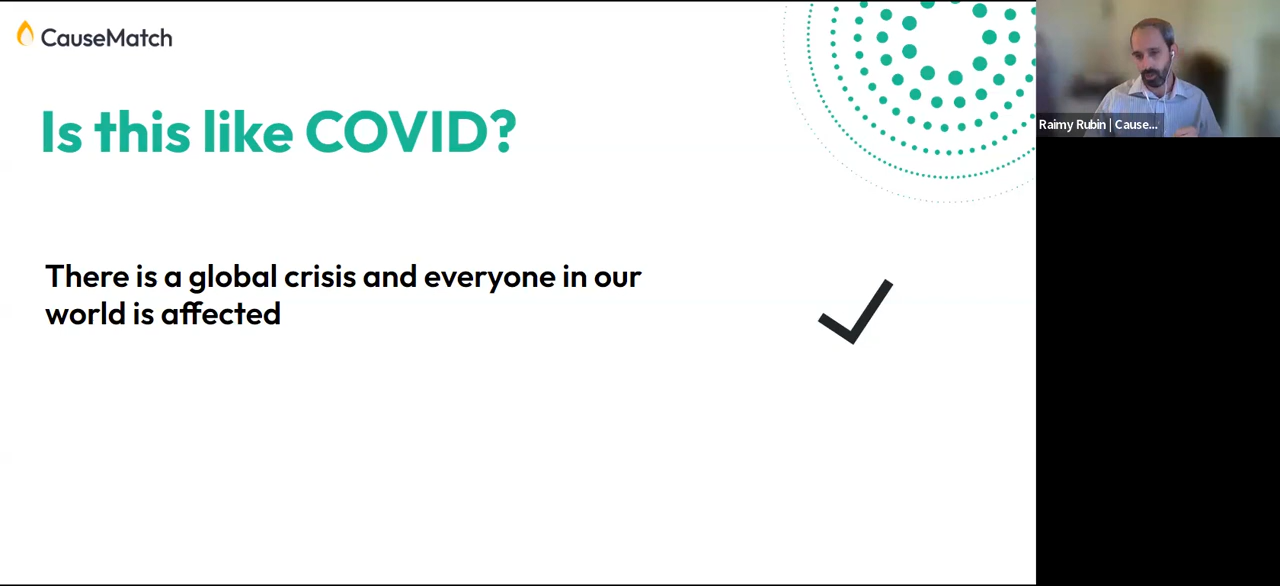 CauseMatch
Is this like COVID?
There is a global crisis and everyone in our
world is affected
Raimy Rubin | Cause...